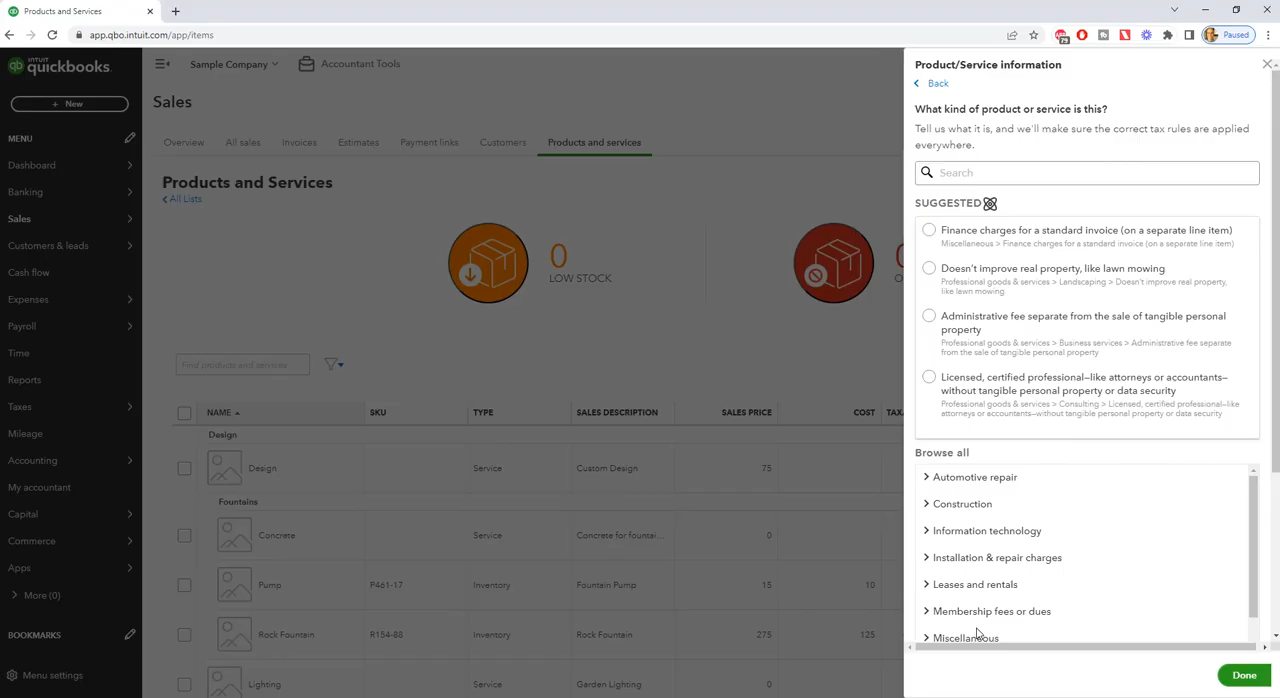 Products and Services
app.qbo.intuit.com/app/items
79
Paused
INTUIT
quickbooks
Sample Company
Accountant Tools
+ New
MENU
Dashboard
Banking
Sales
Customers & leads
Cash flow
Expenses
Payroll
Time
Reports
Taxes
Mileage
Accounting
My accountant
Capital
Commerce
Apps
More (0)
BOOKMARKS
Menu settings
Sales
Overview
All sales
Invoices
Estimates
Payment links
Customers
Products and services
Products and Services
All Lists
0
LOW STOCK
Find products and services
NAME
SKU
TYPE
SALES DESCRIPTION
SALES PRICE
COST
Design
Design
Service
Custom Design
75
Fountains
Concrete
Service
Concrete for fountai...
0
Pump
P461-17
Inventory
Fountain Pump
15
10
Rock Fountain
R154-88
Inventory
Rock Fountain
275
125
Lighting
Service
Garden Lighting
0
Product/Service information
Back
What kind of product or service is this?
Tell us what it is, and we'll make sure the correct tax rules are applied
everywhere.
Search
SUGGESTED
Finance charges for a standard invoice (on a separate line item)
Miscellaneous > Finance charges for a standard invoice (on a separate line item)
Doesn't improve real property, like lawn mowing
Professional goods & services > Landscaping > Doesn't improve real property,
like lawn mowing
Administrative fee separate from the sale of tangible personal
property
Professional goods & services > Business services > Administrative fee separate
from the sale of tangible personal property
Licensed, certified professional—like attorneys or accountants—
without tangible personal property or data security
Professional goods & services > Consulting > Licensed, certified professional—like
attorneys or accountants—without tangible personal property or data security
Browse all
Automotive repair
Construction
Information technology
Installation & repair charges
Leases and rentals
Membership fees or dues
Miscellaneous
Done